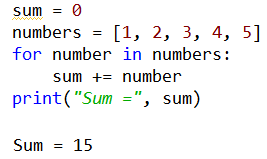 sum = 0
numbers = [1, 2, 3, 4, 5]
for number in numbers:
    sum += number
print("Sum =", sum)

Sum = 15